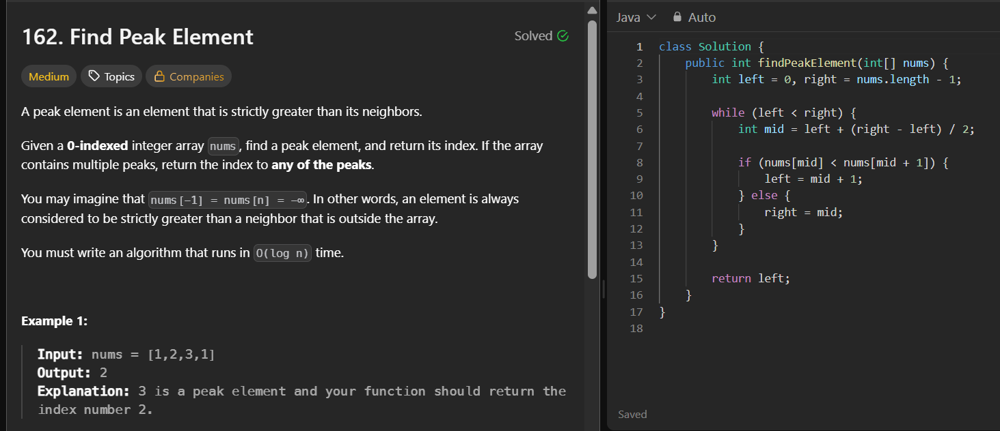 162. Find Peak Element
Solved
Medium
Topics
Companies
A peak element is an element that is strictly greater than its neighbors.
Given a 0-indexed integer array nums, find a peak element, and return its index. If the array
contains multiple peaks, return the index to any of the peaks.
You may imagine that nums[-1] = nums[n] = -∞. In other words, an element is always
considered to be strictly greater than a neighbor that is outside the array.
You must write an algorithm that runs in O(log n) time.
Example 1:
Input: nums = [1,2,3,1]
Output: 2
Explanation: 3 is a peak element and your function should return the
index number 2.
Java
Auto
1 class Solution {
2     public int findPeakElement(int[] nums) {
3         int left = 0, right = nums.length - 1;
4
5         while (left < right) {
6             int mid = left + (right - left) / 2;
7
8             if (nums[mid] < nums[mid + 1]) {
9                 left = mid + 1;
10             } else {
11                 right = mid;
12             }
13         }
14
15         return left;
16     }
17 }
18
Saved